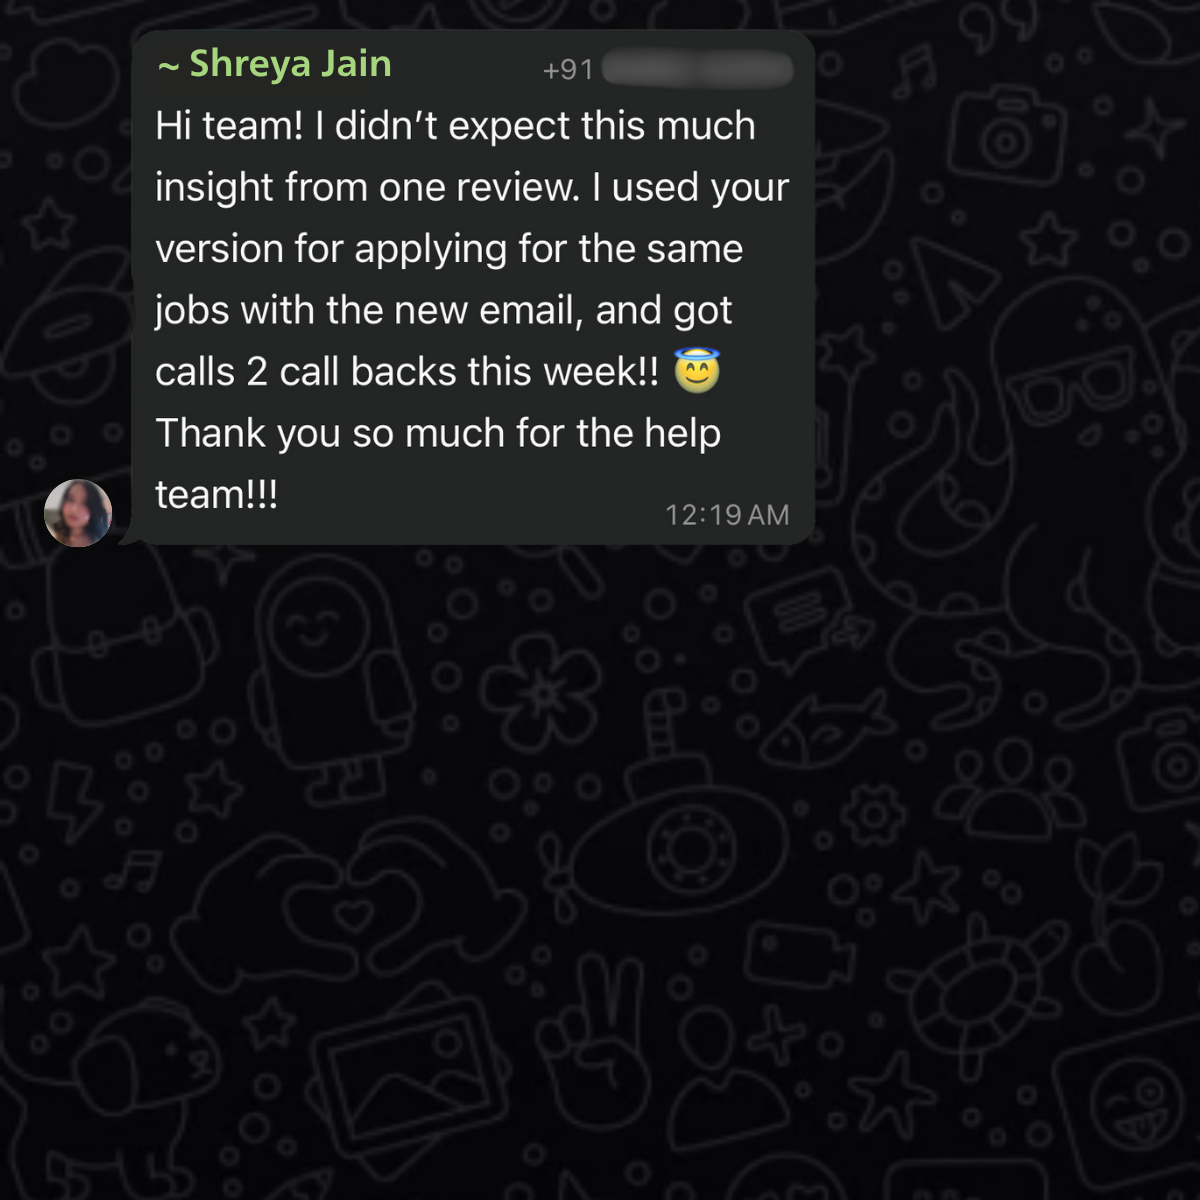 ~ Shreya Jain +91
Hi team! I didn’t expect this much
insight from one review. I used your
version for applying for the same
jobs with the new email, and got
calls 2 call backs this week!! 😇
Thank you so much for the help
team!!!
12:19 AM